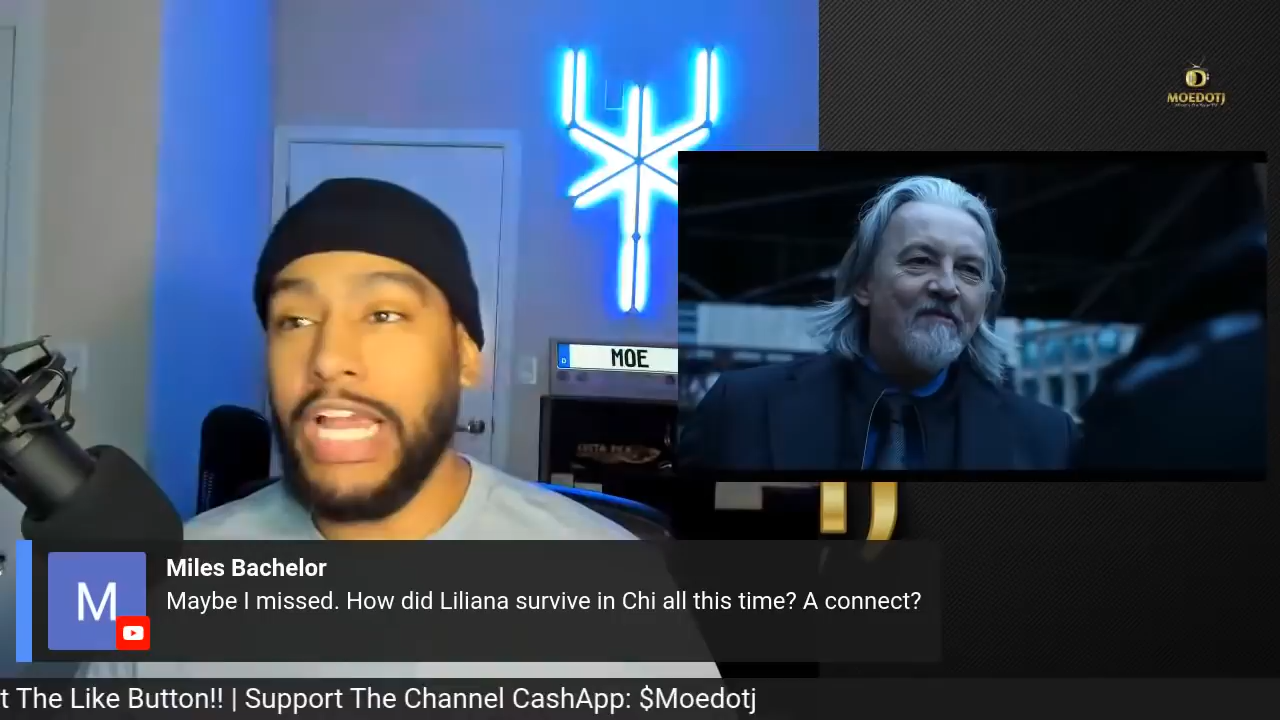 MOEDOTJ
MOE
M
Miles Bachelor
Maybe I missed. How did Liliana survive in Chi all this time? A connect?
t The Like Button!! | Support The Channel CashApp: $Moedotj